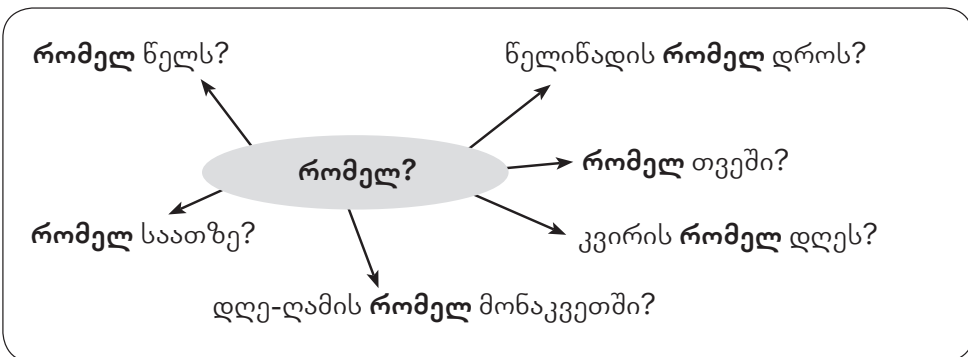 რომელ წელს?
წელიწადის რომელ დროს?
რომელ?
რომელ თვეში?
რომელ საათზე?
კვირის რომელ დღეს?
დღე-ღამის რომელ მონაკვეთში?